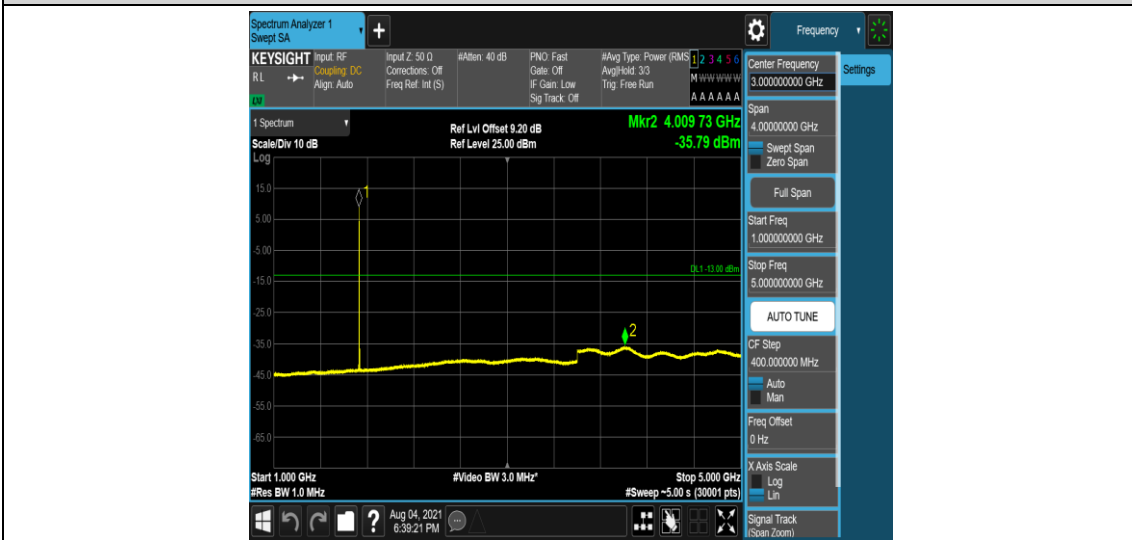 Spectrum Analyzer 1
Swept SA
+
Frequency
KEYSIGHT
RL
LXI
Input: RF
Coupling: DC
Align: Auto
Input Z: 50 Ω
Corrections: Off
Freq Ref: Int (S)
#Atten: 40 dB
PNO: Fast
Gate: Off
IF Gain: Low
Sig Track: Off
#Avg Type: Power (RMS
Avg|Hold: 3/3
Trig: Free Run
1 2 3 4 5 6
M W W W W W
A A A A A A
1 Spectrum
Scale/Div 10 dB
Log
Ref Lvl Offset 9.20 dB
Ref Level 25.00 dBm
Mkr2 4.009 73 GHz
-35.79 dBm
15.0
5.00
-5.00
-15.0
-25.0
-35.0
-45.0
-55.0
-65.0
1
DL1 -13.00 dBm
2
Start 1.000 GHz
#Res BW 1.0 MHz
#Video BW 3.0 MHz*
Stop 5.000 GHz
#Sweep ~5.00 s (30001 pts)
?
Aug 04, 2021
6:39:21 PM
Center Frequency
3.000000000 GHz
Settings
Span
4.00000000 GHz
Swept Span
Zero Span
Full Span
Start Freq
1.000000000 GHz
Stop Freq
5.000000000 GHz
AUTO TUNE
CF Step
400.000000 MHz
Auto
Man
Freq Offset
0 Hz
X Axis Scale
Log
Lin
Signal Track
(Span Zoom)